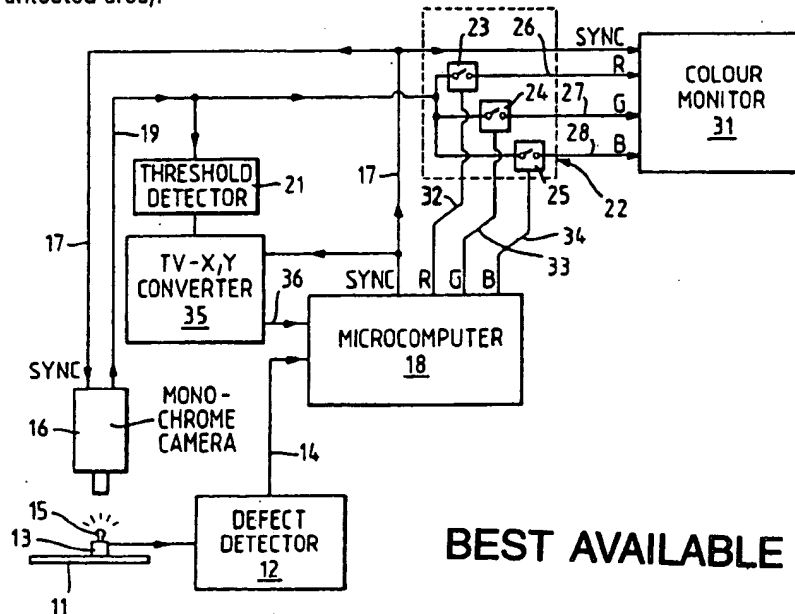 23
26
SYNC
R
COLOUR
MONITOR
31
24
27
G
28
B
19
THRESHOLD
DETECTOR
21
17
25
22
32
33
34
17
TV-X,Y
CONVERTER
35
36
SYNC
R
G
B
MICROCOMPUTER
18
SYNC
16
MONO-
CHROME
CAMERA
14
15
13
DEFECT
DETECTOR
12
11
BEST AVAILABLE